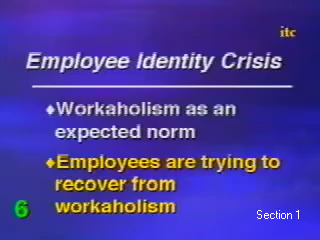 itc
Employee Identity Crisis
♦Workaholism as an
expected norm
♦Employees are trying to
recover from
workaholism
6
Section 1